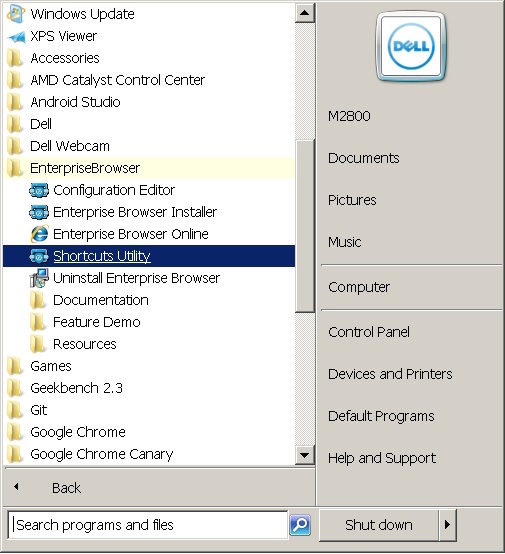 Windows Update
XPS Viewer
Accessories
AMD Catalyst Control Center
Android Studio
Dell
Dell Webcam
EnterpriseBrowser
Configuration Editor
Enterprise Browser Installer
Enterprise Browser Online
Shortcuts Utility
Uninstall Enterprise Browser
Documentation
Feature Demo
Resources
Games
Geekbench 2.3
Git
Google Chrome
Google Chrome Canary
Back
Search programs and files
DELL
M2800
Documents
Pictures
Music
Computer
Control Panel
Devices and Printers
Default Programs
Help and Support
Shut down